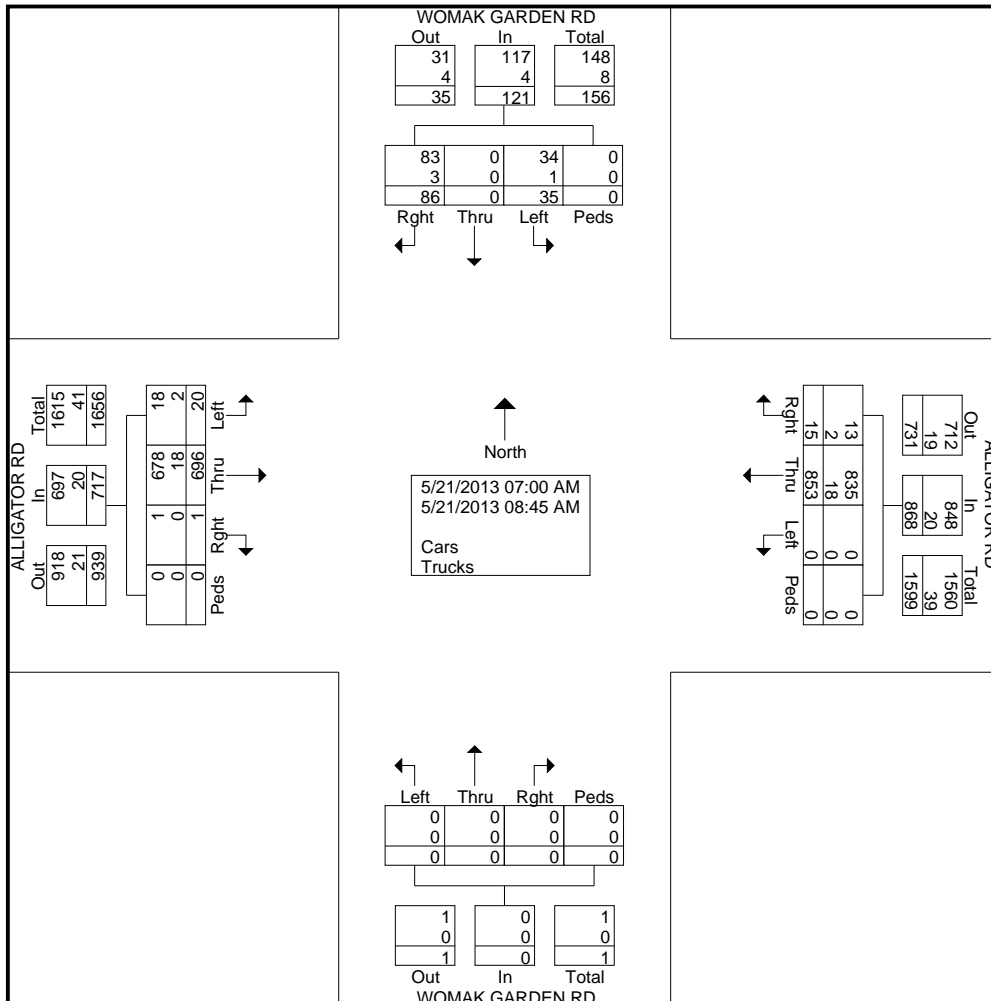 WOMAK GARDEN RD
Out In Total
31 117 148
4 4 8
35 121 156
83 0 34 0
3 0 1 0
86 0 35 0
Rght Thru Left Peds
ALLIGATOR RD
Total In Out
1615 697 918
41 20 21
1656 717 939
18 678 1 0
2 18 0 0
20 696 1 0
Left Thru Rght Peds
North
5/21/2013 07:00 AM
5/21/2013 08:45 AM
Cars
Trucks
Rght Thru Left Peds
15 853 0 0
2 18 0 0
13 835 0 0
Out In Total
712 848 1560
19 20 39
731 868 1599
ALLIGATOR RD
Left Thru Rght Peds
0 0 0 0
0 0 0 0
0 0 0 0
1 0 1
0 0 0
1 0 1
Out In Total
WOMAK GARDEN RD